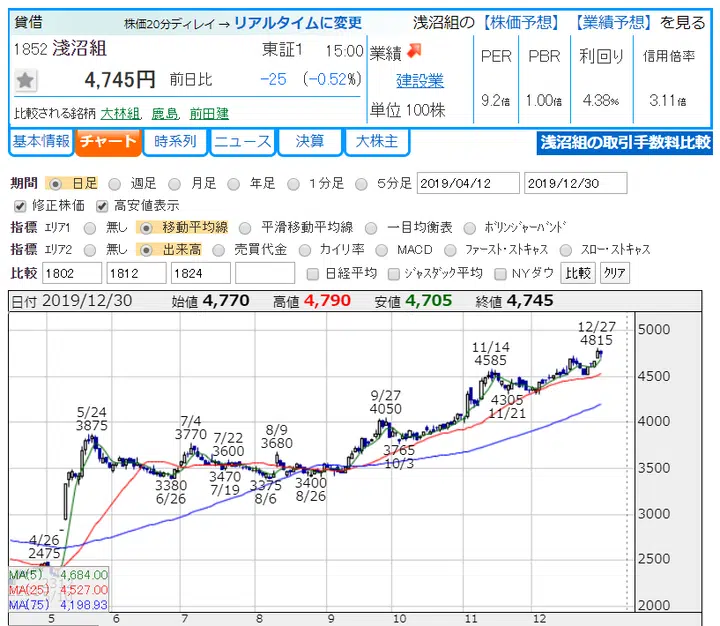 貸借 株価20分ディレイ → リアルタイムに変更 浅沼組の【株価予想】【業績予想】を見る
1852 浅沼組 東証1 15:00
4,745円 前日比 -25 (-0.52%)
比較される銘柄 大林組, 鹿島, 前田建
業績
建設業
単位 100株
PER PBR 利回り 信用倍率
9.2倍 1.00倍 4.38% 3.11倍
基本情報 チャート 時系列 ニュース 決算 大株主 浅沼組の取引手数料比較
期間 日足 週足 月足 年足 1分足 5分足 2019/04/12 2019/12/30
修正株価 高安値表示
指標 エリア1 無し 移動平均線 平滑移動平均線 一目均衡表 ボリンジャーバンド
指標 エリア2 無し 出来高 売買代金 カイリ率 MACD ファースト・ストキャス スロー・ストキャス
比較 1802 1812 1824 日経平均 ジャスダック平均 NYダウ 比較 クリア
日付 2019/12/30 始値 4,770 高値 4,790 安値 4,705 終値 4,745
12/27
4815
5000
11/14
4585
4500
4305
11/21
9/27
4050
4000
5/24
3875
7/4
3770
7/22
3600
8/9
3680
3765
10/3
3500
3380
6/26
3470
7/19
3375
8/6
3400
8/26
3000
4/26
2475
2500
MA(5) 4,684.00
MA(25) 4,527.00
MA(75) 4,198.93
2000
5 6 7 8 9 10 11 12